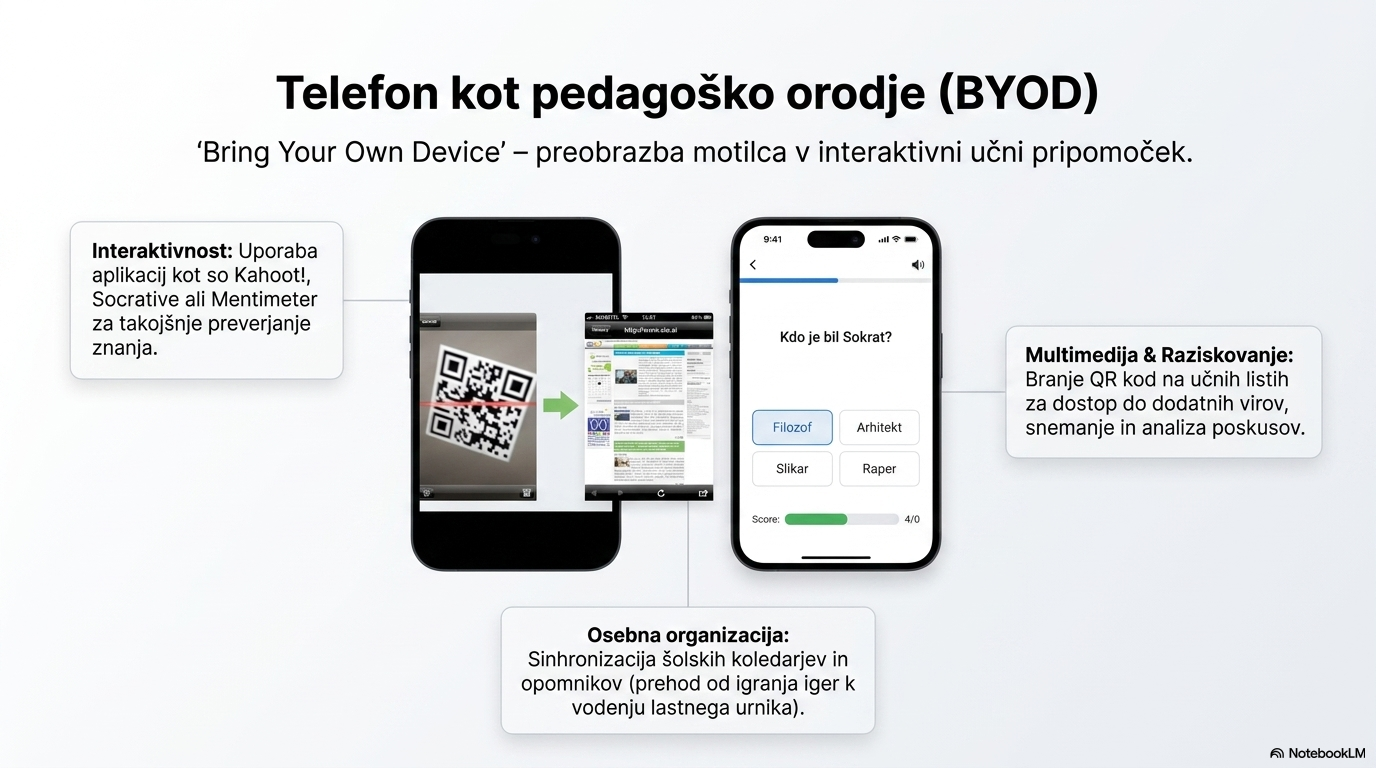 Telefon kot pedagoško orodje (BYOD)
‘Bring Your Own Device’ – preobrazba motilca v interaktivni učni pripomoček.
Interaktivnost: Uporaba
aplikacij kot so Kahoot!,
Socrative ali Mentimeter
za takojšnje preverjanje
znanja.
9:41
Kdo je bil Sokrat?
Filozof
Arhitekt
Slikar
Raper
Score:
4/0
Multimedija & Raziskovanje:
Branje QR kod na učnih listih
za dostop do dodatnih virov,
snemanje in analiza poskusov.
Osebna organizacija:
Sinhronizacija šolskih koledarjev in
opomnikov (prehod od igranja iger k
vodenju lastnega urnika).
NotebookLM